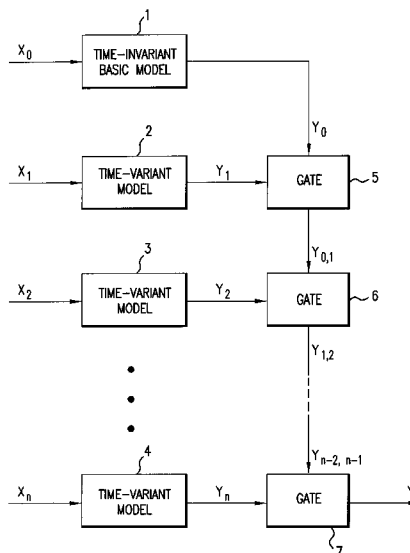 1
X0
TIME-INVARIANT
BASIC MODEL
Y0
2
X1
TIME-VARIANT
MODEL
Y1
GATE
5
Y0,1
3
X2
TIME-VARIANT
MODEL
Y2
GATE
6
Y1,2
Yn-2, n-1
4
Xn
TIME-VARIANT
MODEL
Yn
GATE
Y
7